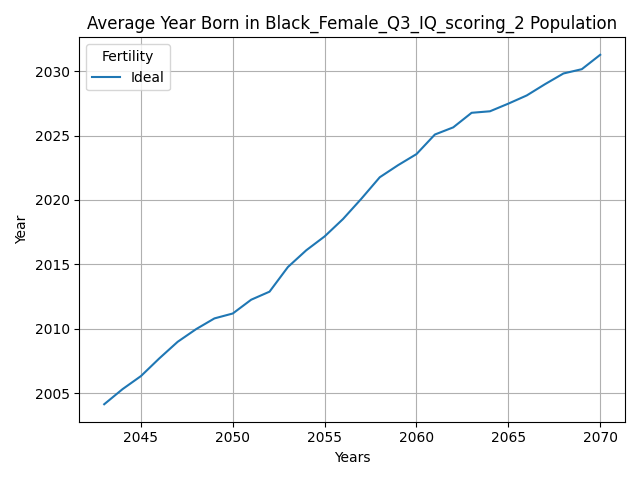 Average Year Born in Black_Female_Q3_IQ_scoring_2 Population
Fertility
Ideal
Year
2030
2025
2020
2015
2010
2005
2045 2050 2055 2060 2065 2070
Years